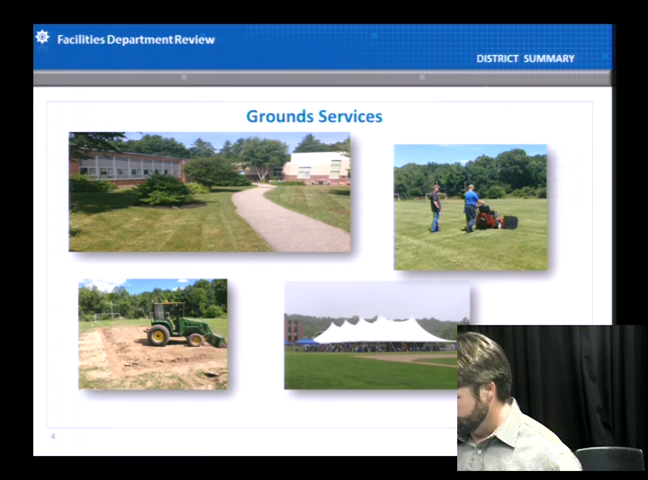 Facilities Department Review
DISTRICT SUMMARY
Grounds Services
4